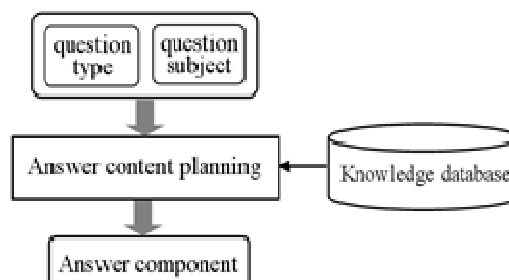 question type
question subject
Answer content planning
Knowledge database
Answer component